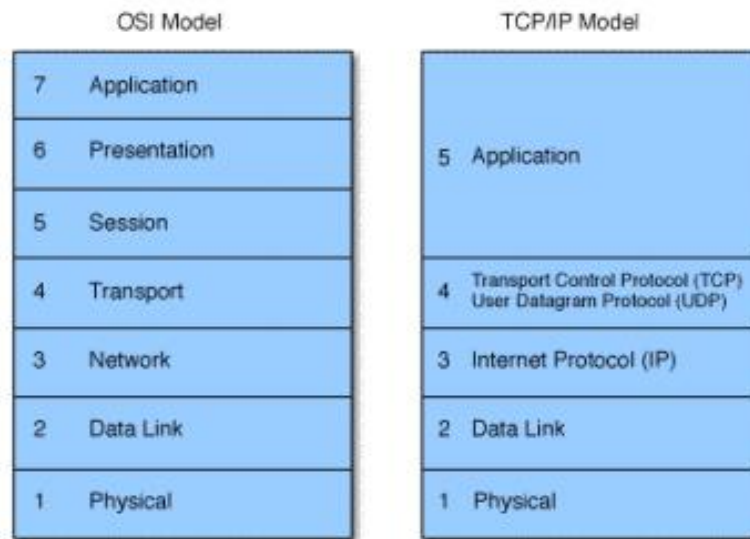 OSI Model
7 Application
6 Presentation
5 Session
4 Transport
3 Network
2 Data Link
1 Physical
TCP/IP Model
5 Application
4 Transport Control Protocol (TCP)
User Datagram Protocol (UDP)
3 Internet Protocol (IP)
2 Data Link
1 Physical